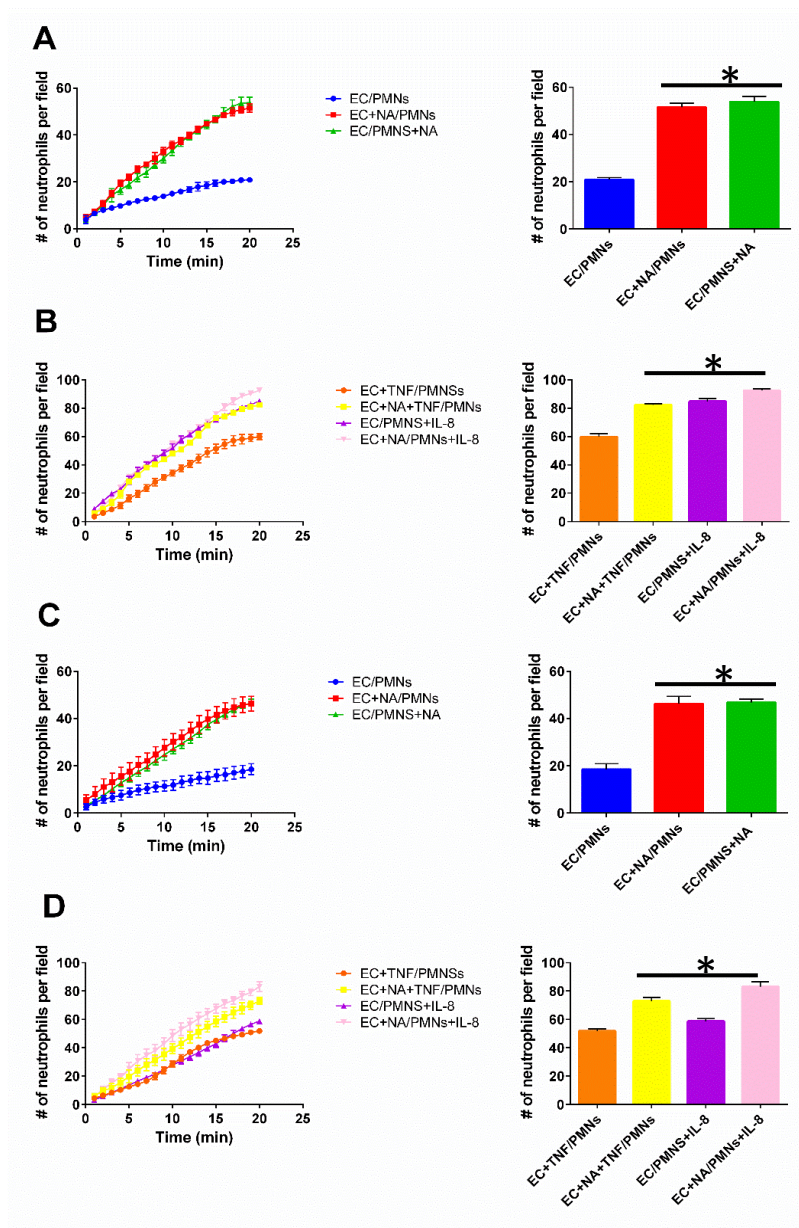 A
# of neutrophils per field
60
40
20
0
0 5 10 15 20 25
Time (min)
EC/PMNs
EC+NA/PMNs
EC/PMNS+NA
# of neutrophils per field
60
40
20
0
*
EC/PMNs
EC+NA/PMNs
EC/PMNS+NA
B
# of neutrophils per field
100
80
60
40
20
0
0 5 10 15 20 25
Time (min)
EC+TNF/PMNSs
EC+NA+TNF/PMNs
EC/PMNS+IL-8
EC+NA/PMNs+IL-8
# of neutrophils per field
100
80
60
40
20
0
*
EC+TNF/PMNs
EC+NA+TNF/PMNs
EC/PMNS+IL-8
EC+NA/PMNs+IL-8
C
# of neutrophils per field
60
40
20
0
0 5 10 15 20 25
Time (min)
EC/PMNs
EC+NA/PMNs
EC/PMNS+NA
# of neutrophils per field
60
40
20
0
*
EC/PMNs
EC+NA/PMNs
EC/PMNS+NA
D
# of neutrophils per field
100
80
60
40
20
0
0 5 10 15 20 25
Time (min)
EC+TNF/PMNSs
EC+NA+TNF/PMNs
EC/PMNS+IL-8
EC+NA/PMNs+IL-8
# of neutrophils per field
100
80
60
40
20
0
*
EC+TNF/PMNs
EC+NA+TNF/PMNs
EC/PMNS+IL-8
EC+NA/PMNs+IL-8